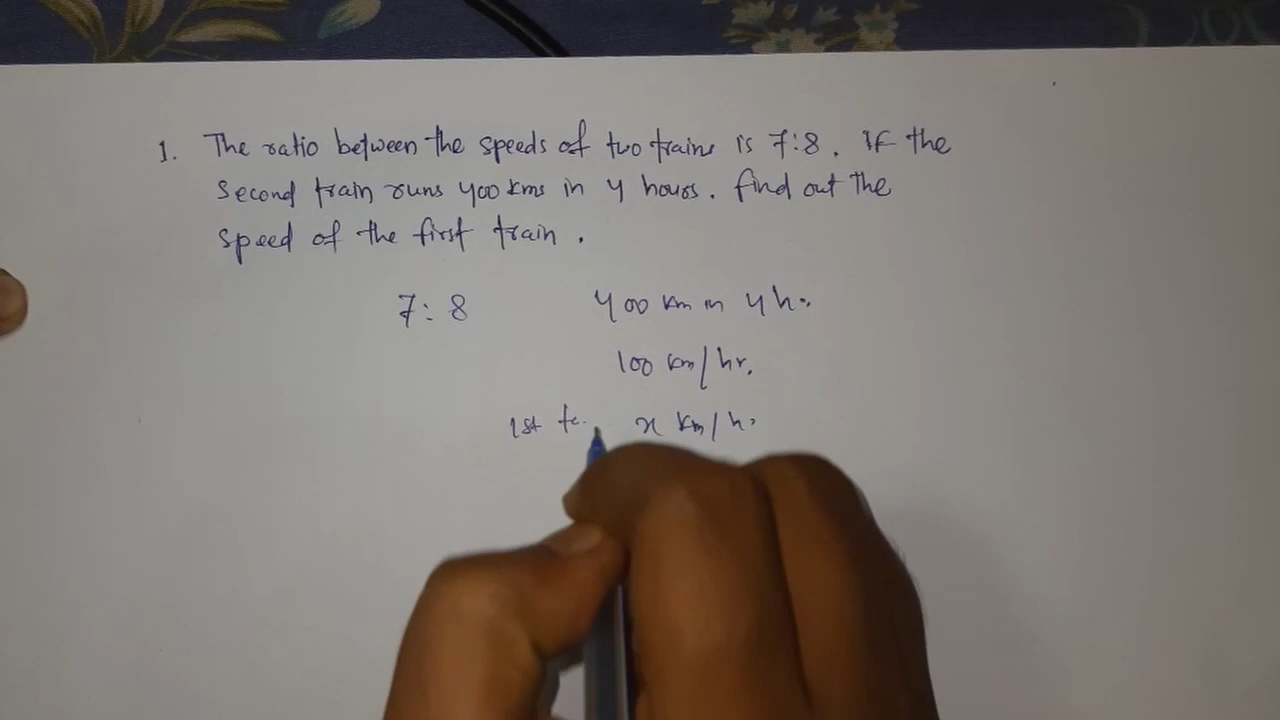 1. The ratio between the speeds of two trains is 7:8. If the
Second train runs 400 kms in 4 hours. find out the
speed of the first train.
7:8 400 km in 4 h.
100 km/hr.
1st x km/h.